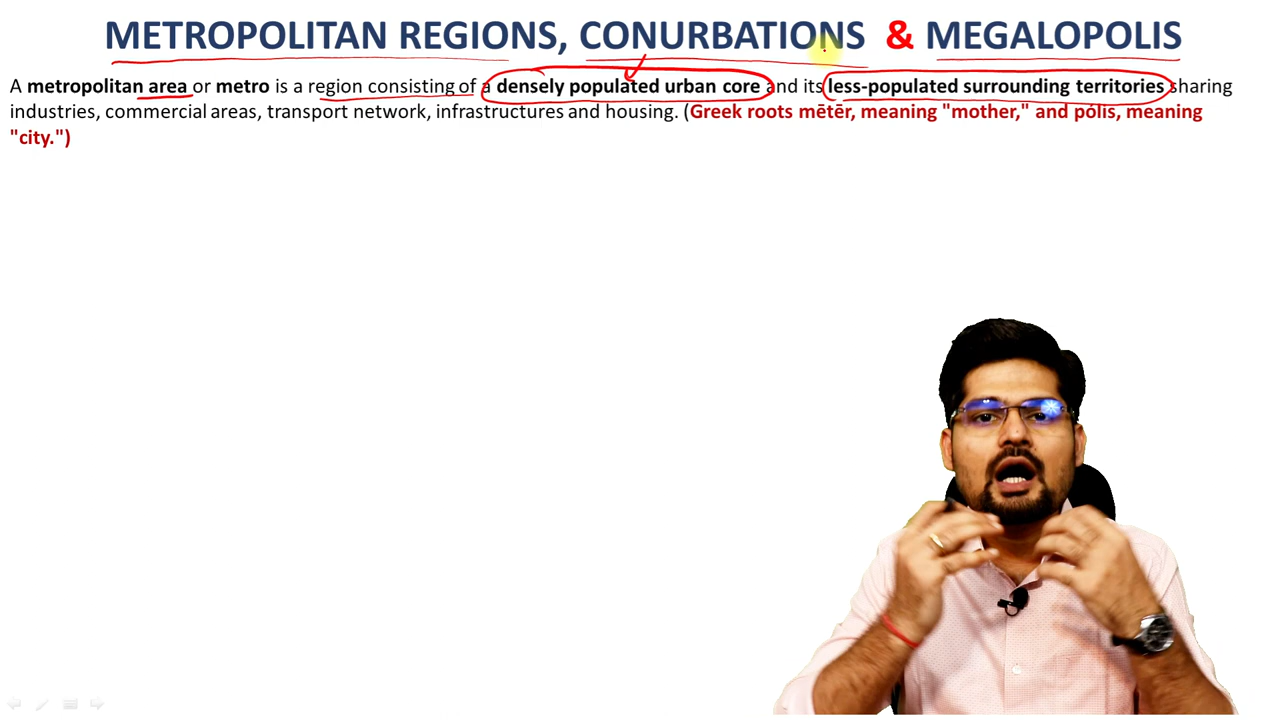 METROPOLITAN REGIONS, CONURBATIONS & MEGALOPOLIS
A metropolitan area or metro is a region consisting of a densely populated urban core and its less-populated surrounding territories sharing
industries, commercial areas, transport network, infrastructures and housing. (Greek roots mētēr, meaning "mother," and pólis, meaning
"city.")